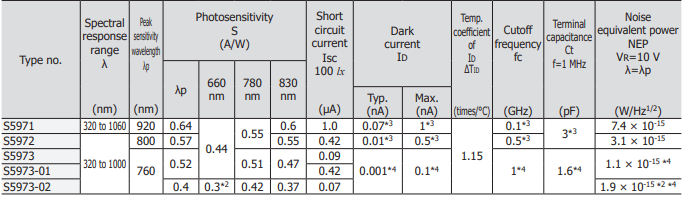 Type no. Spectral response range λ (nm) Peak sensitivity wavelength λp (nm) Photosensitivity S (A/W) Short circuit current Isc 100 lx (µA) Dark current ID Temp. coefficient of ID ΔTID (times/°C) Cutoff frequency fc (GHz) Terminal capacitance Ct f=1 MHz (pF) Noise equivalent power NEP VR=10 V λ=λp (W/Hz1/2)
λp 660 nm 780 nm 830 nm Typ. (nA) Max. (nA)
S5971 320 to 1060 920 0.64 0.44 0.55 0.6 1.0 0.07*3 1*3 1.15 0.1*3 3*3 7.4 × 10-15
S5972 800 0.57 0.55 0.42 0.01*3 0.5*3 0.5*3 3.1 × 10-15
S5973 320 to 1000 760 0.52 0.51 0.47 0.09 0.001*4 0.1*4 1*4 1.6*4 1.1 × 10-15 *4
S5973-01 0.42
S5973-02 0.4 0.3*2 0.42 0.37 0.07 1.9 × 10-15 *2 *4